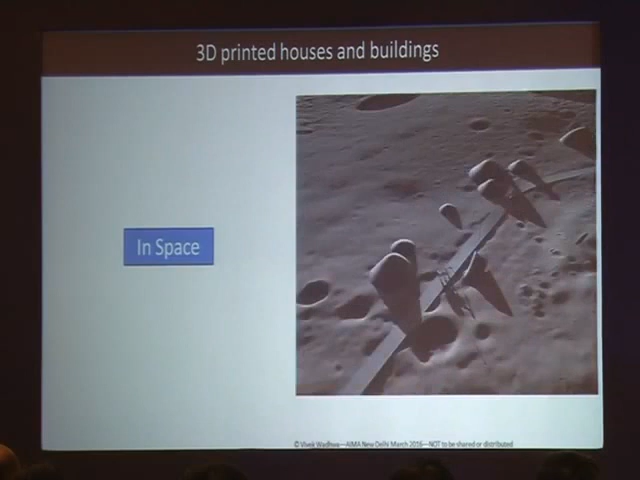 3D printed houses and buildings
In Space
© Vivek Wadhwa—AIMA New Delhi March 2016—NOT to be shared or distributed